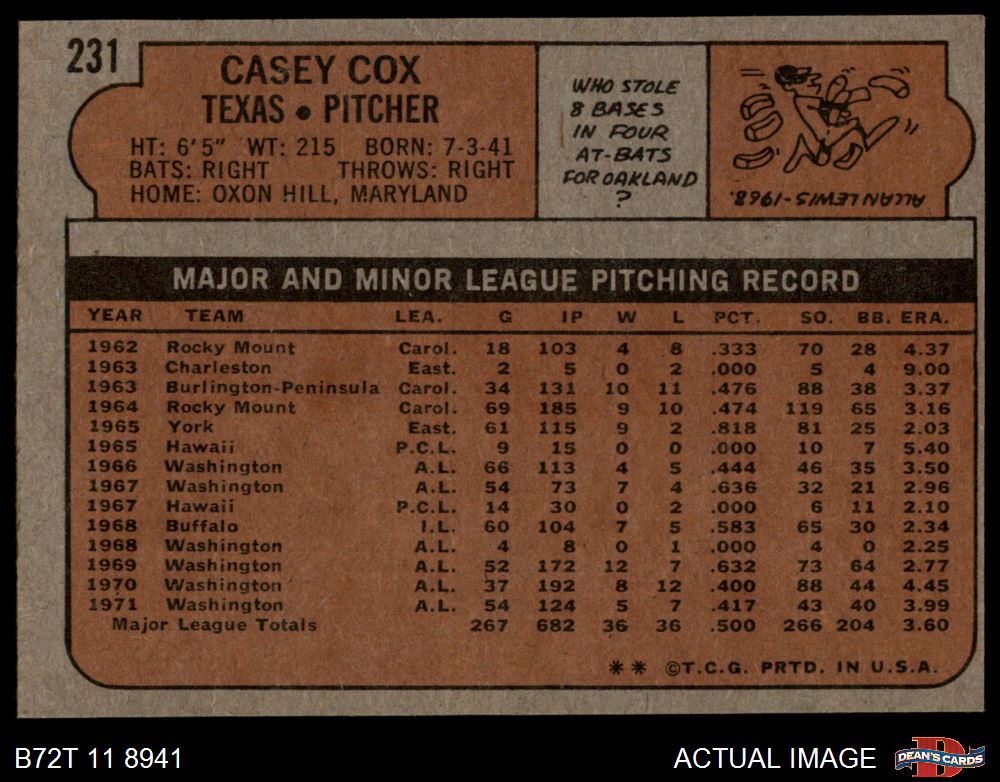 231
CASEY COX
TEXAS • PITCHER
HT: 6'5" WT: 215 BORN: 7-3-41
BATS: RIGHT THROWS: RIGHT
HOME: OXON HILL, MARYLAND
WHO STOLE
8 BASES
IN FOUR
AT-BATS
FOR OAKLAND
?
ALLAN LEWIS-1968.
MAJOR AND MINOR LEAGUE PITCHING RECORD
YEAR TEAM LEA. G IP W L PCT. SO. BB. ERA.
1962 Rocky Mount Carol. 18 103 4 8 .333 70 28 4.37
1963 Charleston East. 2 5 0 2 .000 5 4 9.00
1963 Burlington-Peninsula Carol. 34 131 10 11 .476 88 38 3.37
1964 Rocky Mount Carol. 69 185 9 10 .474 119 65 3.16
1965 York East. 61 115 9 2 .818 81 25 2.03
1965 Hawaii P.C.L. 9 15 0 0 .000 10 7 5.40
1966 Washington A.L. 66 113 4 5 .444 46 35 3.50
1967 Washington A.L. 54 73 7 4 .636 32 21 2.96
1967 Hawaii P.C.L. 14 30 0 2 .000 6 11 2.10
1968 Buffalo I.L. 60 104 7 5 .583 65 30 2.34
1968 Washington A.L. 4 8 0 1 .000 4 0 2.25
1969 Washington A.L. 52 172 12 7 .632 73 64 2.77
1970 Washington A.L. 37 192 8 12 .400 88 44 4.45
1971 Washington A.L. 54 124 5 7 .417 43 40 3.99
Major League Totals 267 682 36 36 .500 266 204 3.60
** ©T.C.G. PRTD. IN U.S.A.
B72T 11 8941
ACTUAL IMAGE
D
DEAN'S CARDS